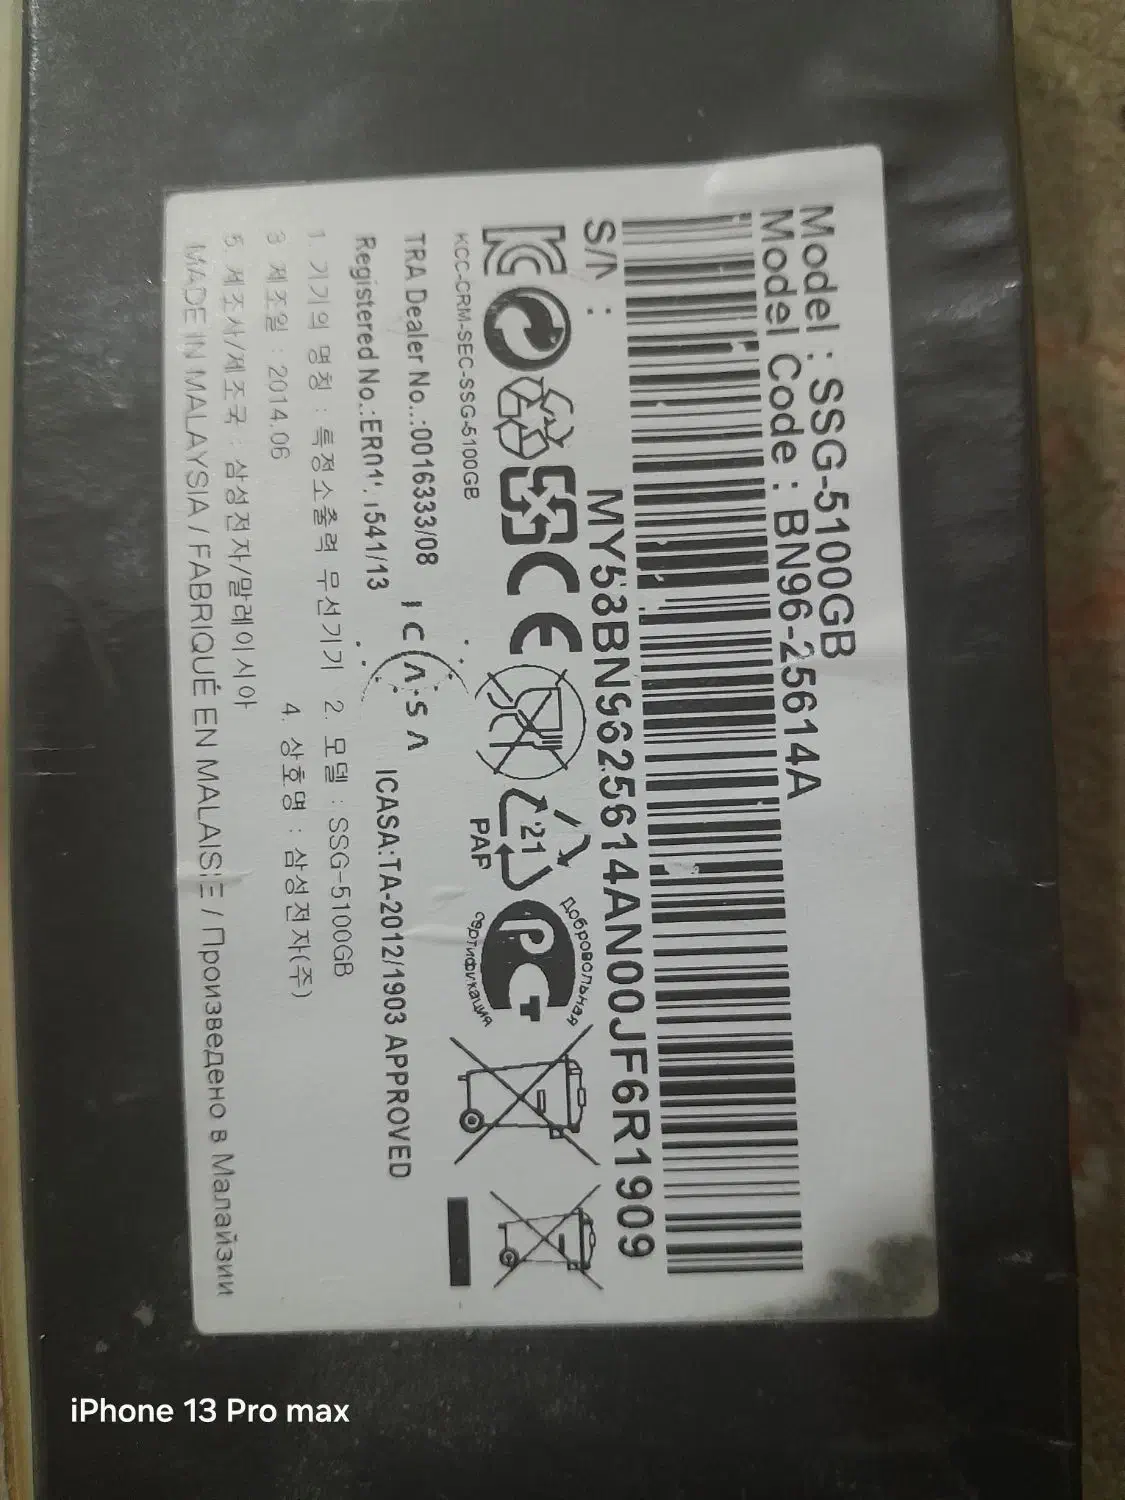 Model : SSG-5100GB
Model Code : BN96-25614A
S/N : MY58BN9625614AN00JF6R1909
21
PAP
добровольная
сертификация
KCC-CRM-SEC-SSG-5100GB
TRA Dealer No.:0016333/08
Registered No.: I C A S A
ICASA:TA-2012/1903 APPROVED
1. 기기의 명칭 : 특정소출력 무선기기 2. 모델 : SSG-5100GB
3. 제조일 : 2014.06 4. 상호명 : 삼성전자(주)
5. 제조사/제조국 : 삼성전자/말레이시아
MADE IN MALAYSIA / FABRIQUÉ EN MALAISIE / Произведено в Малайзии
iPhone 13 Pro max